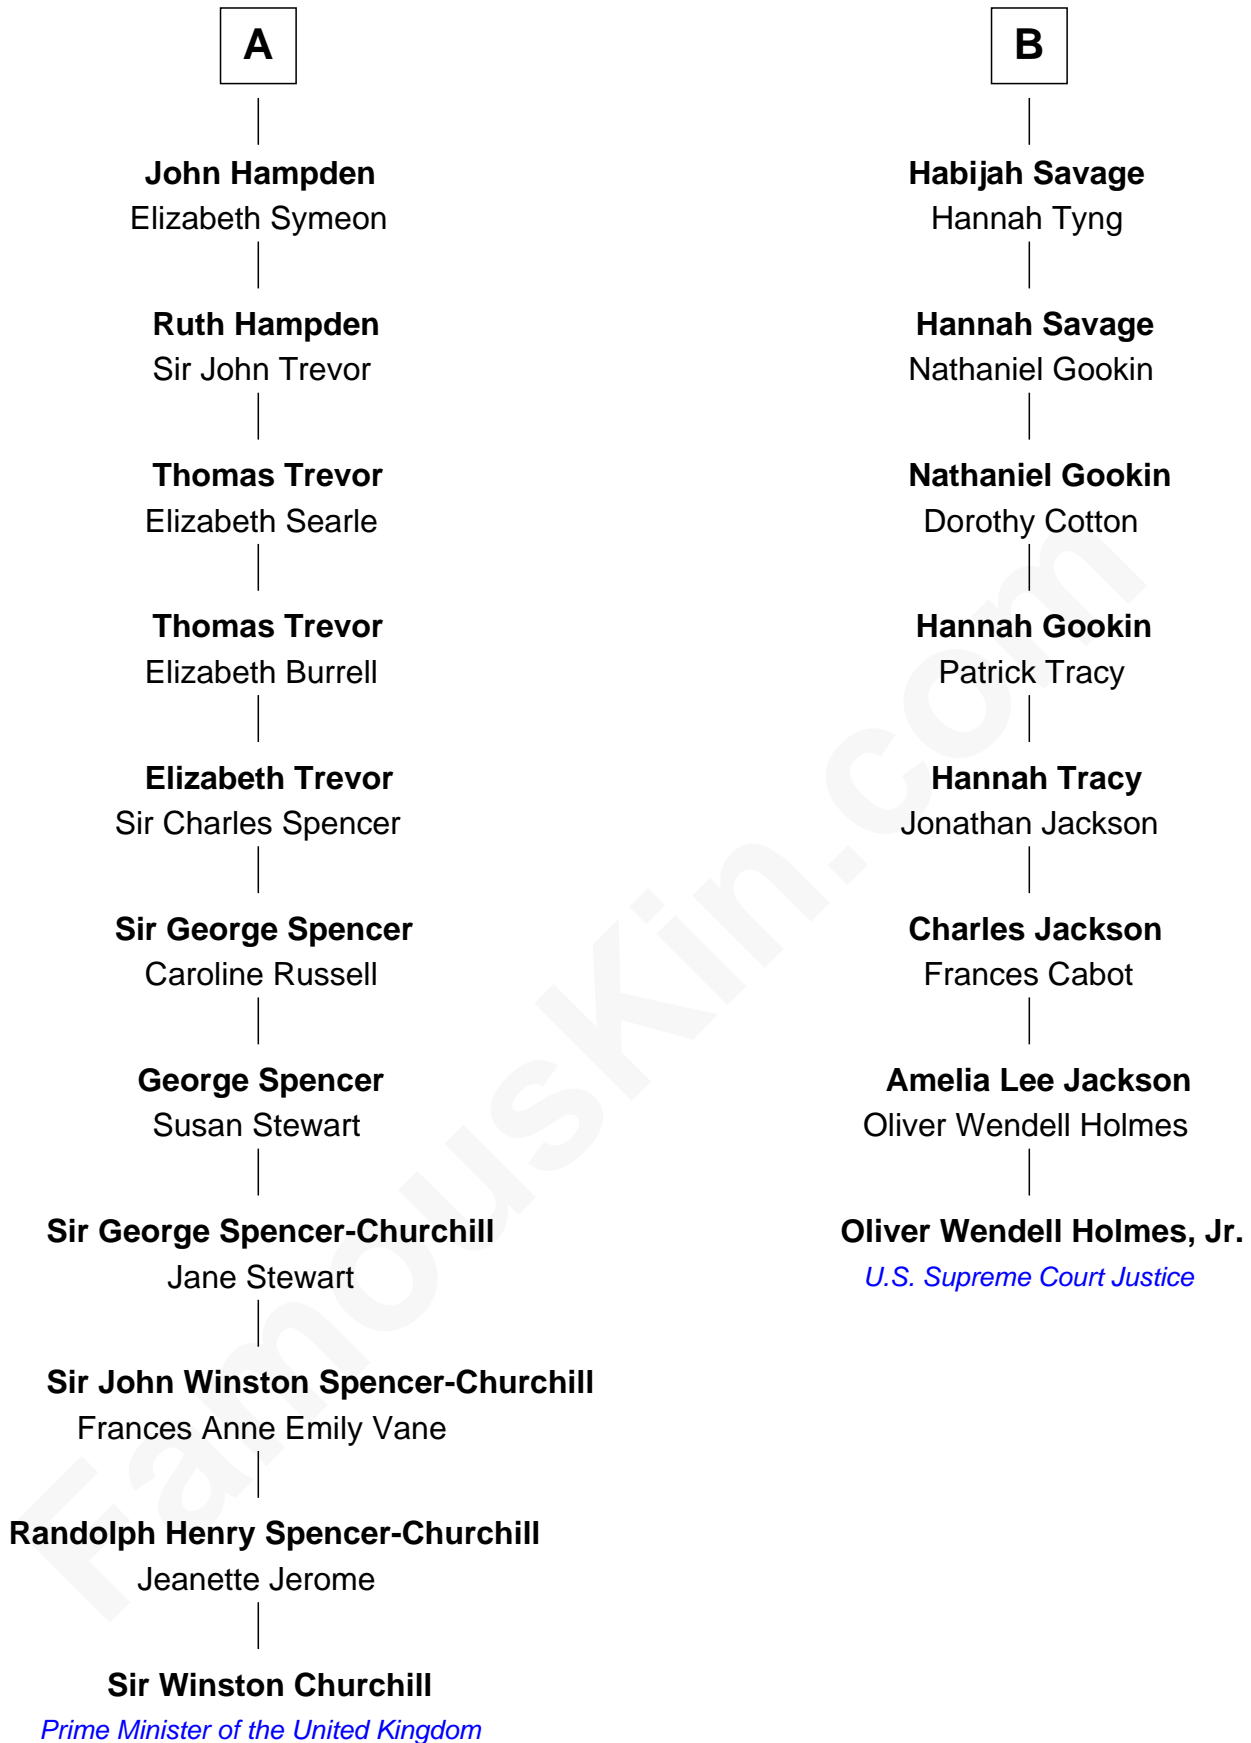 A
John Hampden
Elizabeth Symeon
Ruth Hampden
Sir John Trevor
Thomas Trevor
Elizabeth Searle
Thomas Trevor
Elizabeth Burrell
Elizabeth Trevor
Sir Charles Spencer
Sir George Spencer
Caroline Russell
George Spencer
Susan Stewart
Sir George Spencer-Churchill
Jane Stewart
Sir John Winston Spencer-Churchill
Frances Anne Emily Vane
Randolph Henry Spencer-Churchill
Jeanette Jerome
Sir Winston Churchill
Prime Minister of the United Kingdom
B
Habijah Savage
Hannah Tyng
Hannah Savage
Nathaniel Gookin
Nathaniel Gookin
Dorothy Cotton
Hannah Gookin
Patrick Tracy
Hannah Tracy
Jonathan Jackson
Charles Jackson
Frances Cabot
Amelia Lee Jackson
Oliver Wendell Holmes
Oliver Wendell Holmes, Jr.
U.S. Supreme Court Justice
FamousKin.com